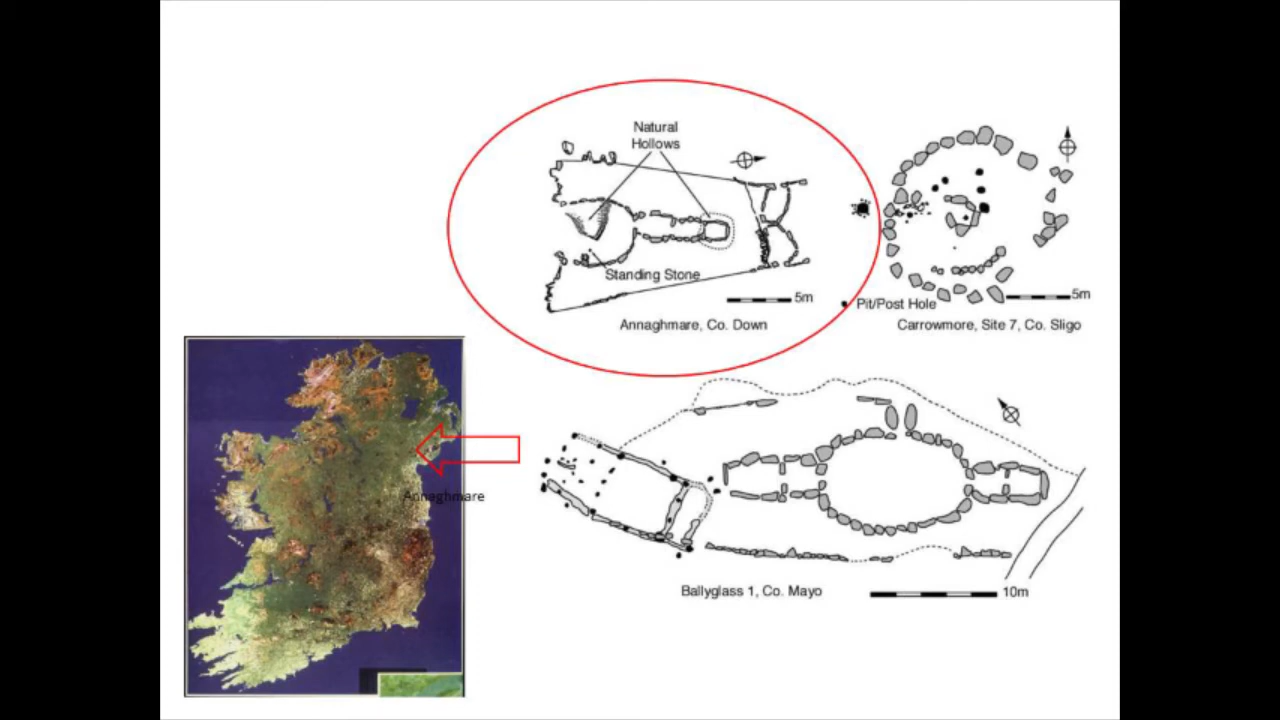 Natural
Hollows
Standing Stone
5m
Annaghmare, Co. Down
Pit/Post Hole
5m
Carrowmore, Site 7, Co. Sligo
Annaghmare
Ballyglass 1, Co. Mayo
10m